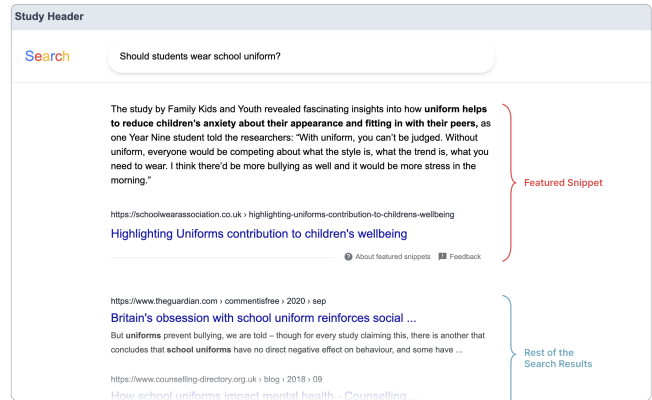 Study Header
Search
Should students wear school uniform?
The study by Family Kids and Youth revealed fascinating insights into how uniform helps
to reduce children's anxiety about their appearance and fitting in with their peers, as
one Year Nine student told the researchers: “With uniform, you can’t be judged. Without
uniform, everyone would be competing about what the style is, what the trend is, what you
need to wear. I think there’d be more bullying as well and it would be more stress in the
morning.”
Featured Snippet
https://schoolwearassociation.co.uk › highlighting-uniforms-contribution-to-childrens-wellbeing
Highlighting Uniforms contribution to children's wellbeing
About featured snippets Feedback
https://www.theguardian.com › commentisfree › 2020 › sep
Britain's obsession with school uniform reinforces social ...
But uniforms prevent bullying, we are told – though for every study claiming this, there is another that
concludes that school uniforms have no direct negative effect on behaviour, and some have ...
Rest of the
Search Results
https://www.counselling-directory.org.uk › blog › 2018 › 09
How school uniforms impact mental health - Counselling ...